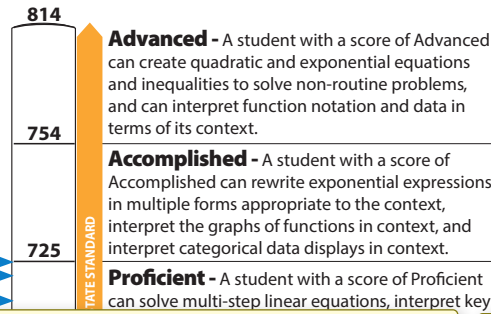 814
Advanced - A student with a score of Advanced
can create quadratic and exponential equations
and inequalities to solve non-routine problems,
and can interpret function notation and data in
terms of its context.
754
Accomplished - A student with a score of
Accomplished can rewrite exponential expressions
in multiple forms appropriate to the context,
interpret the graphs of functions in context, and
interpret categorical data displays in context.
725
Proficient - A student with a score of Proficient
can solve multi-step linear equations, interpret key
TATE STANDARD